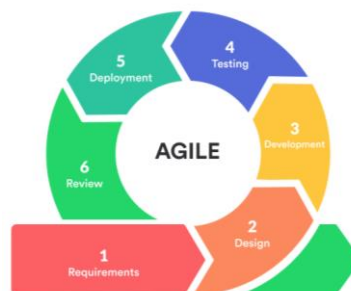 5
Deployment
4
Testing
AGILE
3
Development
6
Review
2
Design
1
Requirements